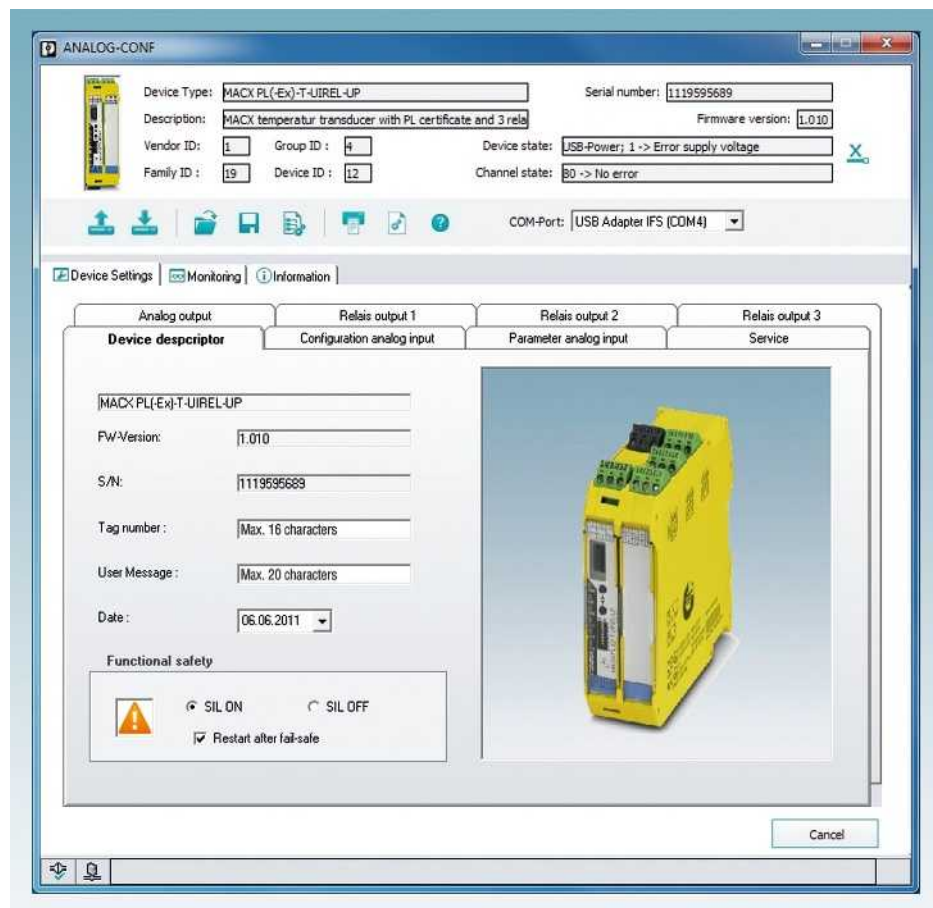 ANALOG-CONF
Device Type: MACX PL(-Ex)-T-UIREL-UP Serial number: 1119595689
Description: MACX temperatur transducer with PL certificate and 3 rela Firmware version: 1.010
Vendor ID: 1 Group ID : 4 Device state: USB-Power; 1 -> Error supply voltage
Family ID : 19 Device ID : 12 Channel state: B0 -> No error
COM-Port: USB Adapter IFS (COM4)
Device Settings Monitoring Information
Analog output Relais output 1 Relais output 2 Relais output 3
Device despcriptor Configuration analog input Parameter analog input Service
MACX PL(-Ex)-T-UIREL-UP
FW-Version: 1.010
S/N: 1119595689
Tag number : Max. 16 characters
User Message : Max. 20 characters
Date : 06.06.2011
Functional safety
SIL ON SIL OFF
Restart after fail-safe
Cancel